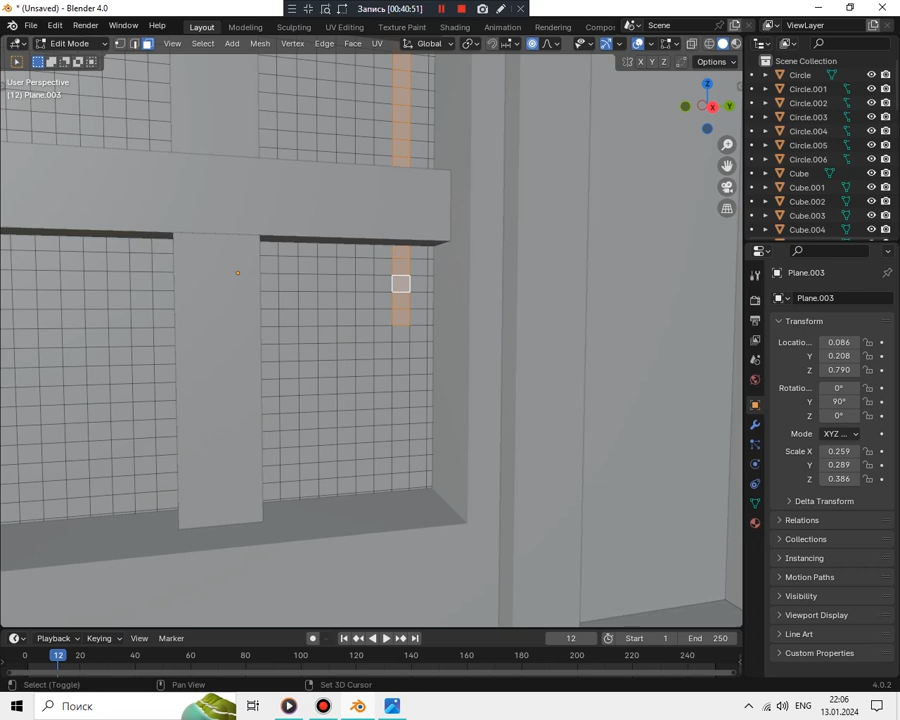 * (Unsaved) - Blender 4.0
Запись [00:40:51]
File Edit Render Window Help
Layout Modeling Sculpting UV Editing Texture Paint Shading Animation Rendering Compo
Scene
ViewLayer
Edit Mode
View Select Add Mesh Vertex Edge Face UV
Global
X Y Z
Options
User Perspective
(12) Plane.003
Z
X
Y
Scene Collection
Circle
Circle.001
Circle.002
Circle.003
Circle.004
Circle.005
Circle.006
Cube
Cube.001
Cube.002
Cube.003
Cube.004
Plane.003
Plane.003
Transform
Locatio... 0.086
Y 0.208
Z 0.790
Rotatio... 0°
Y 90°
Z 0°
Mode XYZ ...
Scale X 0.259
Y 0.289
Z 0.386
Delta Transform
Relations
Collections
Instancing
Motion Paths
Visibility
Viewport Display
Line Art
Custom Properties
Playback Keying View Marker
12
Start 1
End 250
0 12 20 40 60 80 100 120 140 160 180 200 220 240
Select (Toggle)
Pan View
Set 3D Cursor
4.0.2
Поиск
ENG
22:06
13.01.2024